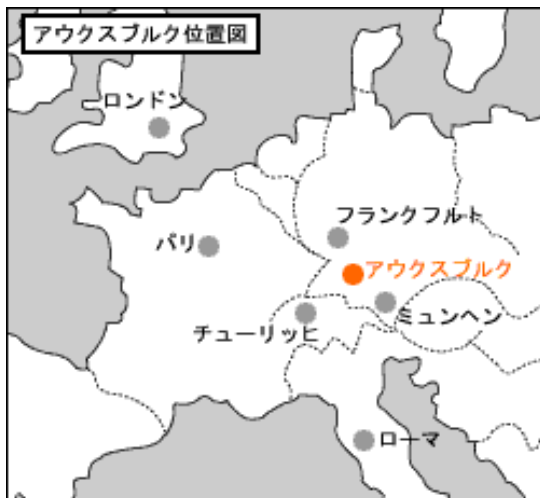 アウクスブルク位置図
ロンドン
フランクフルト
パリ
アウクスブルク
ミュンヘン
チューリッヒ
ローマ